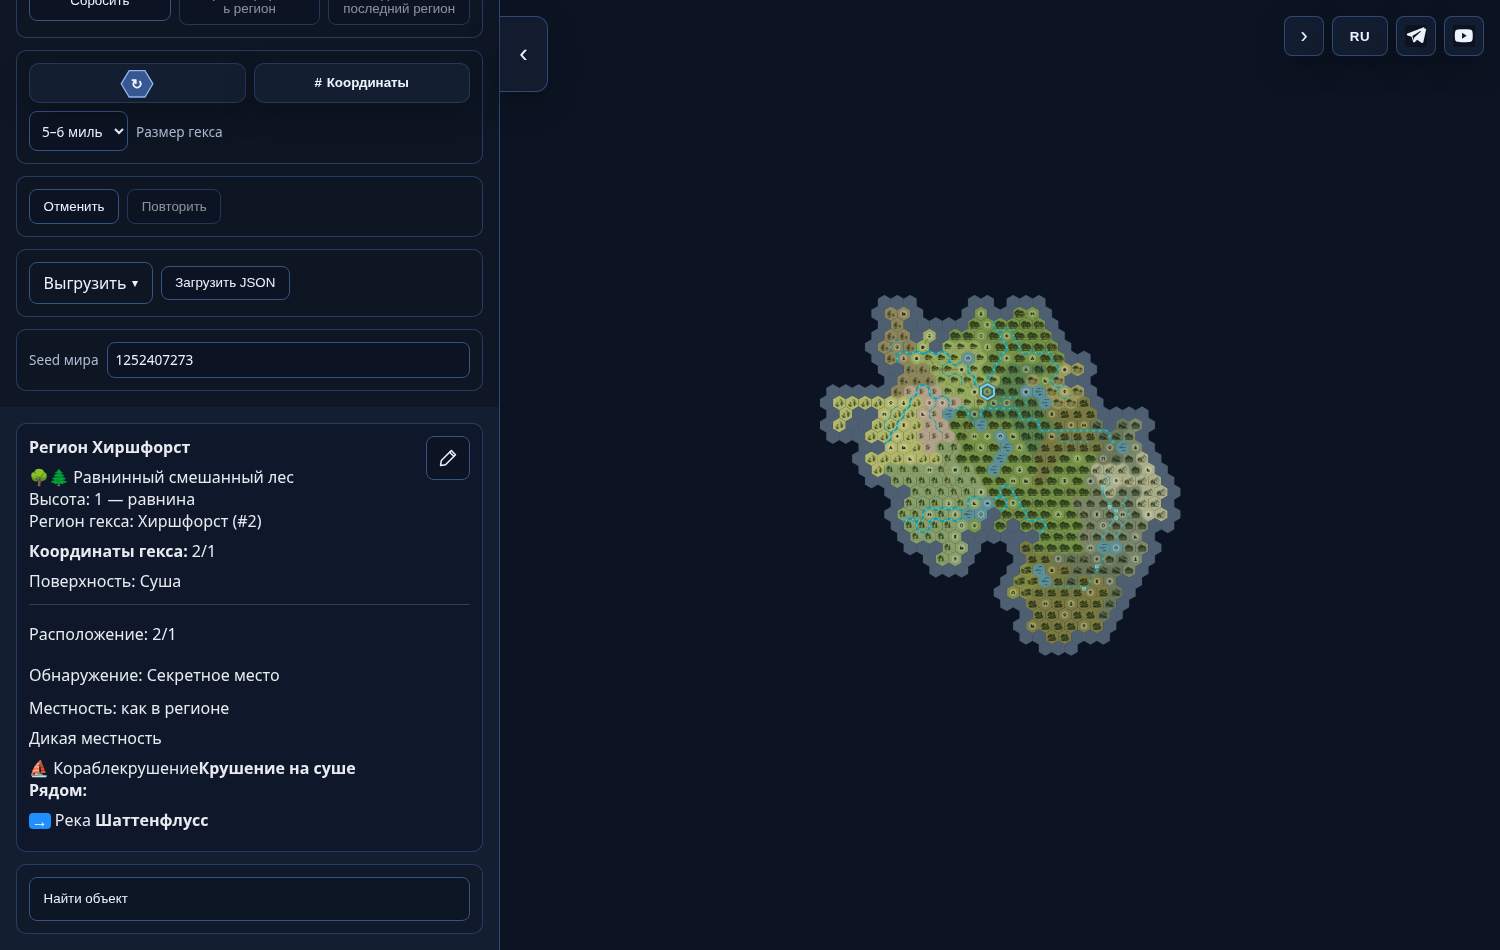 Сбросить
ь регион
последний регион
↻
# Координаты
5–6 миль
Размер гекса
Отменить
Повторить
Выгрузить ▾
Загрузить JSON
Seed мира
1252407273
Регион Хиршфорст
🌳🌲 Равнинный смешанный лес
Высота: 1 — равнина
Регион гекса: Хиршфорст (#2)
Координаты гекса: 2/1
Поверхность: Суша
Расположение: 2/1
Обнаружение: Секретное место
Местность: как в регионе
Дикая местность
⛵ КораблекрушениеКрушение на суше
Рядом:
→ Река Шаттенфлусс
Найти объект
‹
›
RU